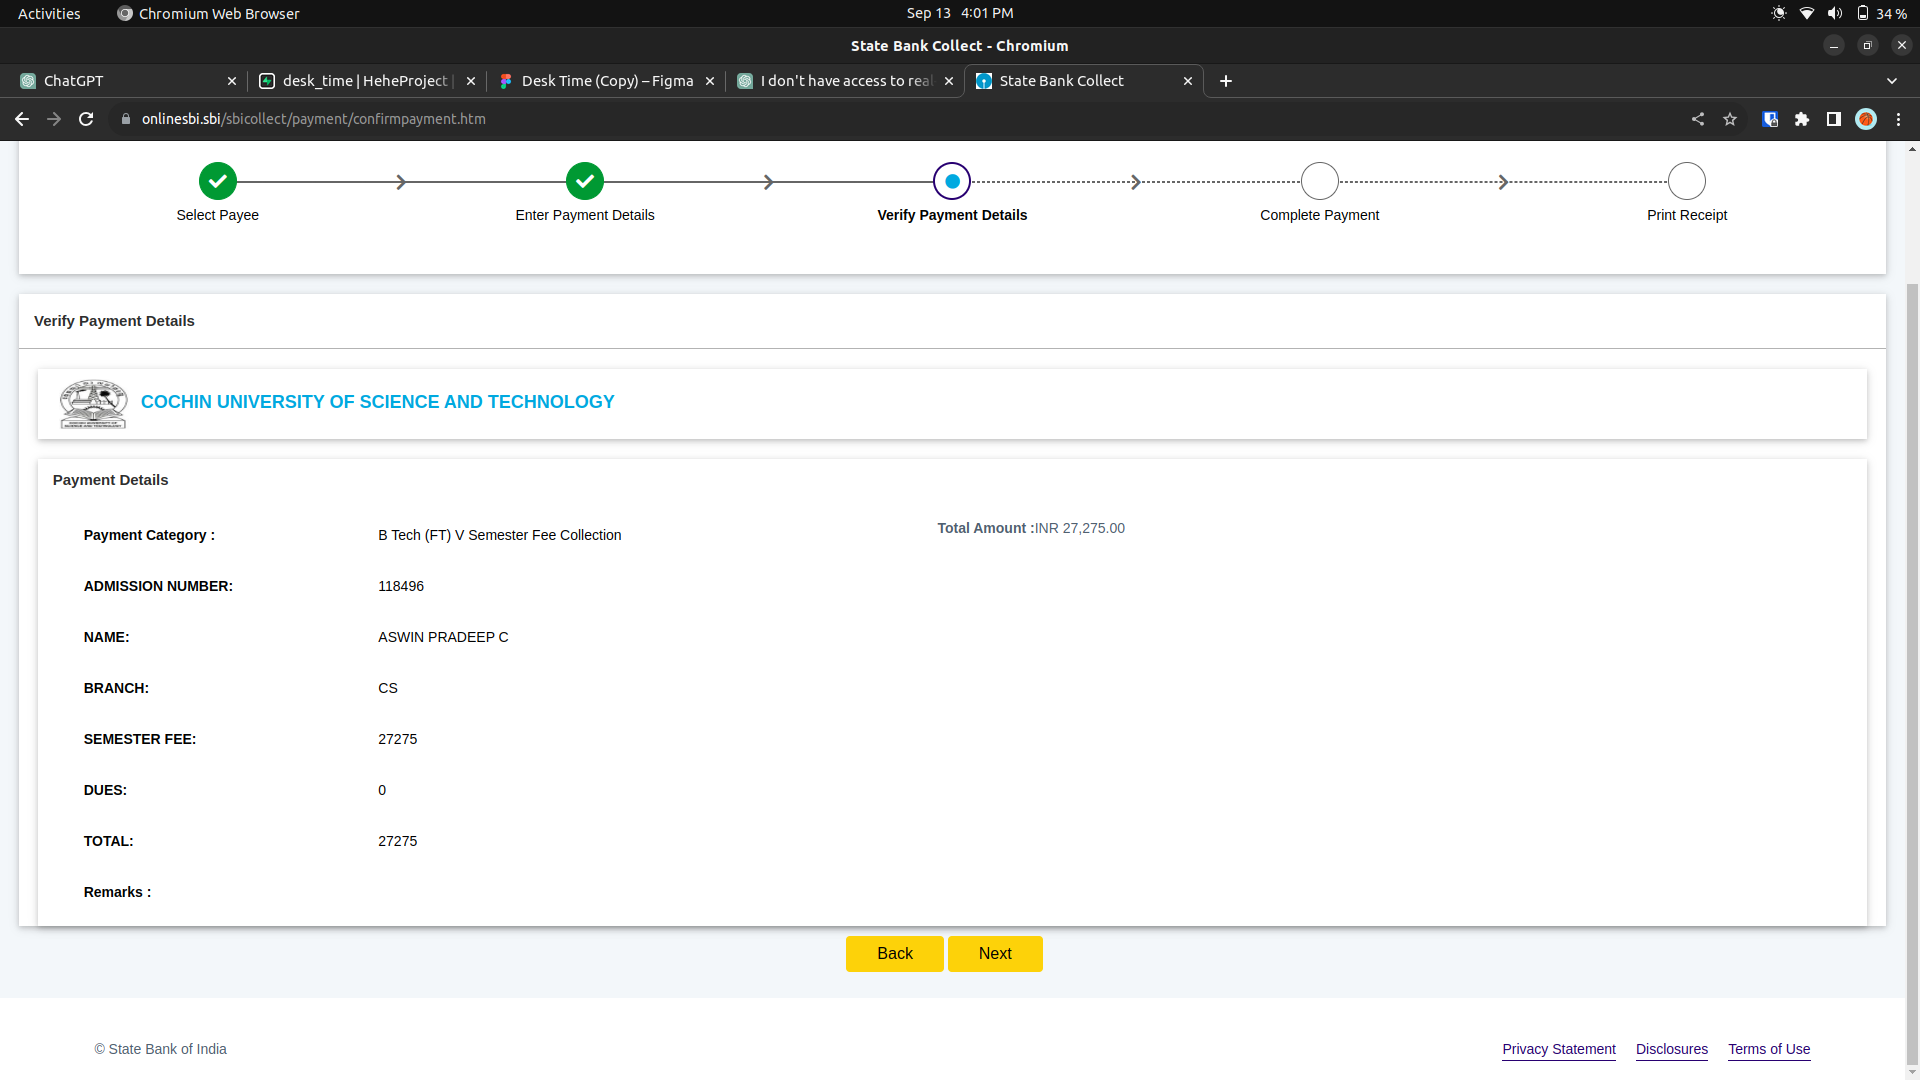 Activities Chromium Web Browser Sep 13 4:01 PM 34 %
State Bank Collect - Chromium
ChatGPT desk_time | HeheProject | Desk Time (Copy) – Figma I don't have access to real State Bank Collect
onlinesbi.sbi/sbicollect/payment/confirmpayment.htm
Select Payee Enter Payment Details Verify Payment Details Complete Payment Print Receipt
Verify Payment Details
COCHIN UNIVERSITY OF SCIENCE AND TECHNOLOGY
Payment Details
Payment Category : B Tech (FT) V Semester Fee Collection Total Amount :INR 27,275.00
ADMISSION NUMBER: 118496
NAME: ASWIN PRADEEP C
BRANCH: CS
SEMESTER FEE: 27275
DUES: 0
TOTAL: 27275
Remarks :
Back Next
© State Bank of India Privacy Statement Disclosures Terms of Use